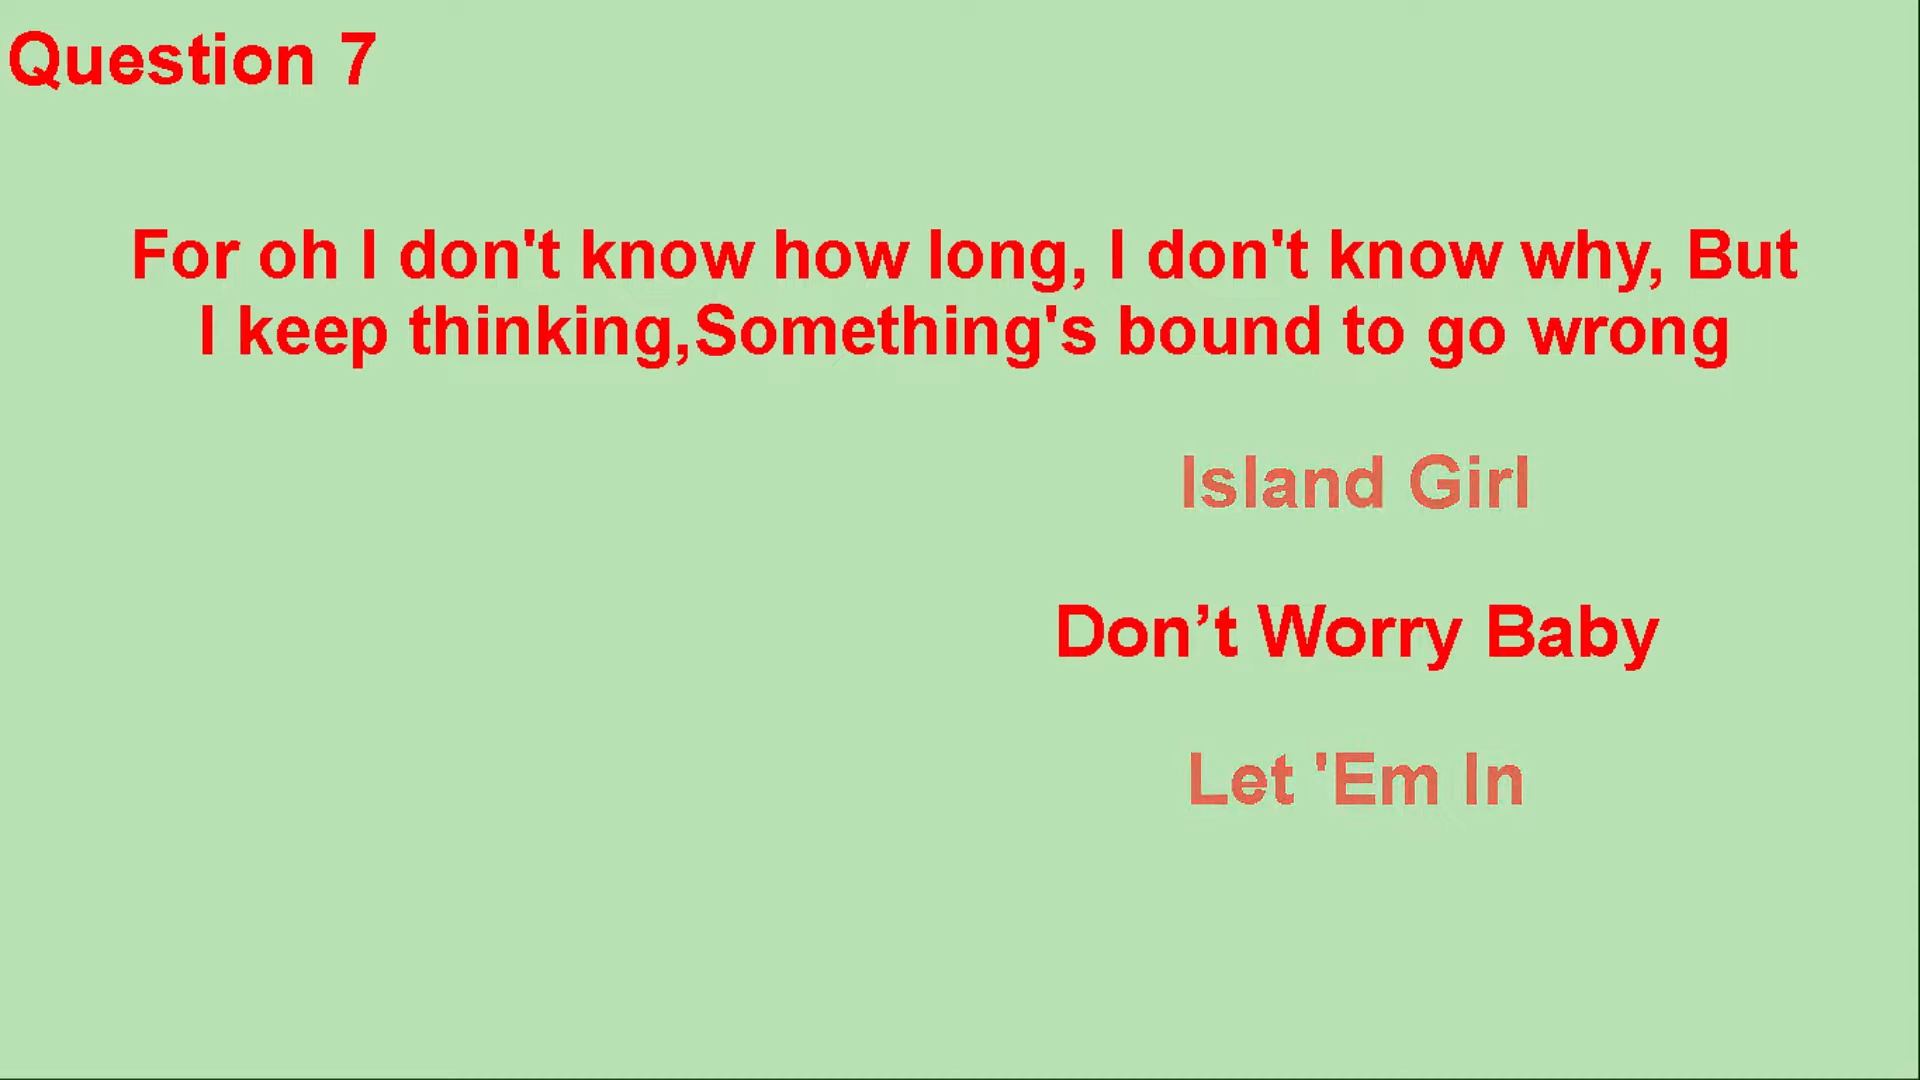 Question 7
For oh I don't know how long, I don't know why, But
I keep thinking,Something's bound to go wrong
Island Girl
Don’t Worry Baby
Let 'Em In